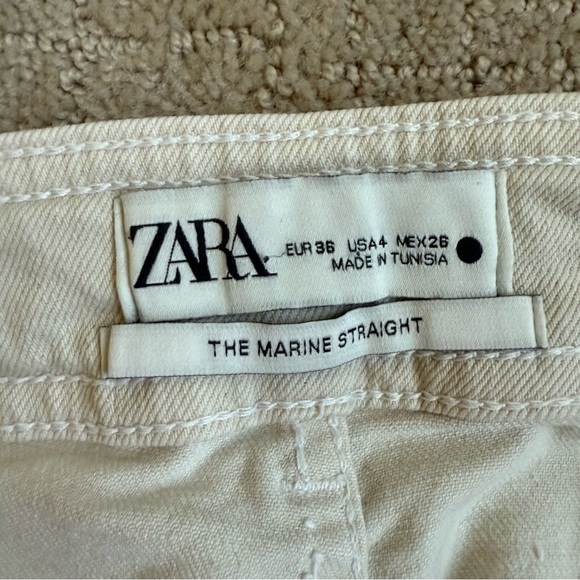 ZARA
EUR 36 USA 4 MEX 26
MADE IN TUNISIA
THE MARINE STRAIGHT